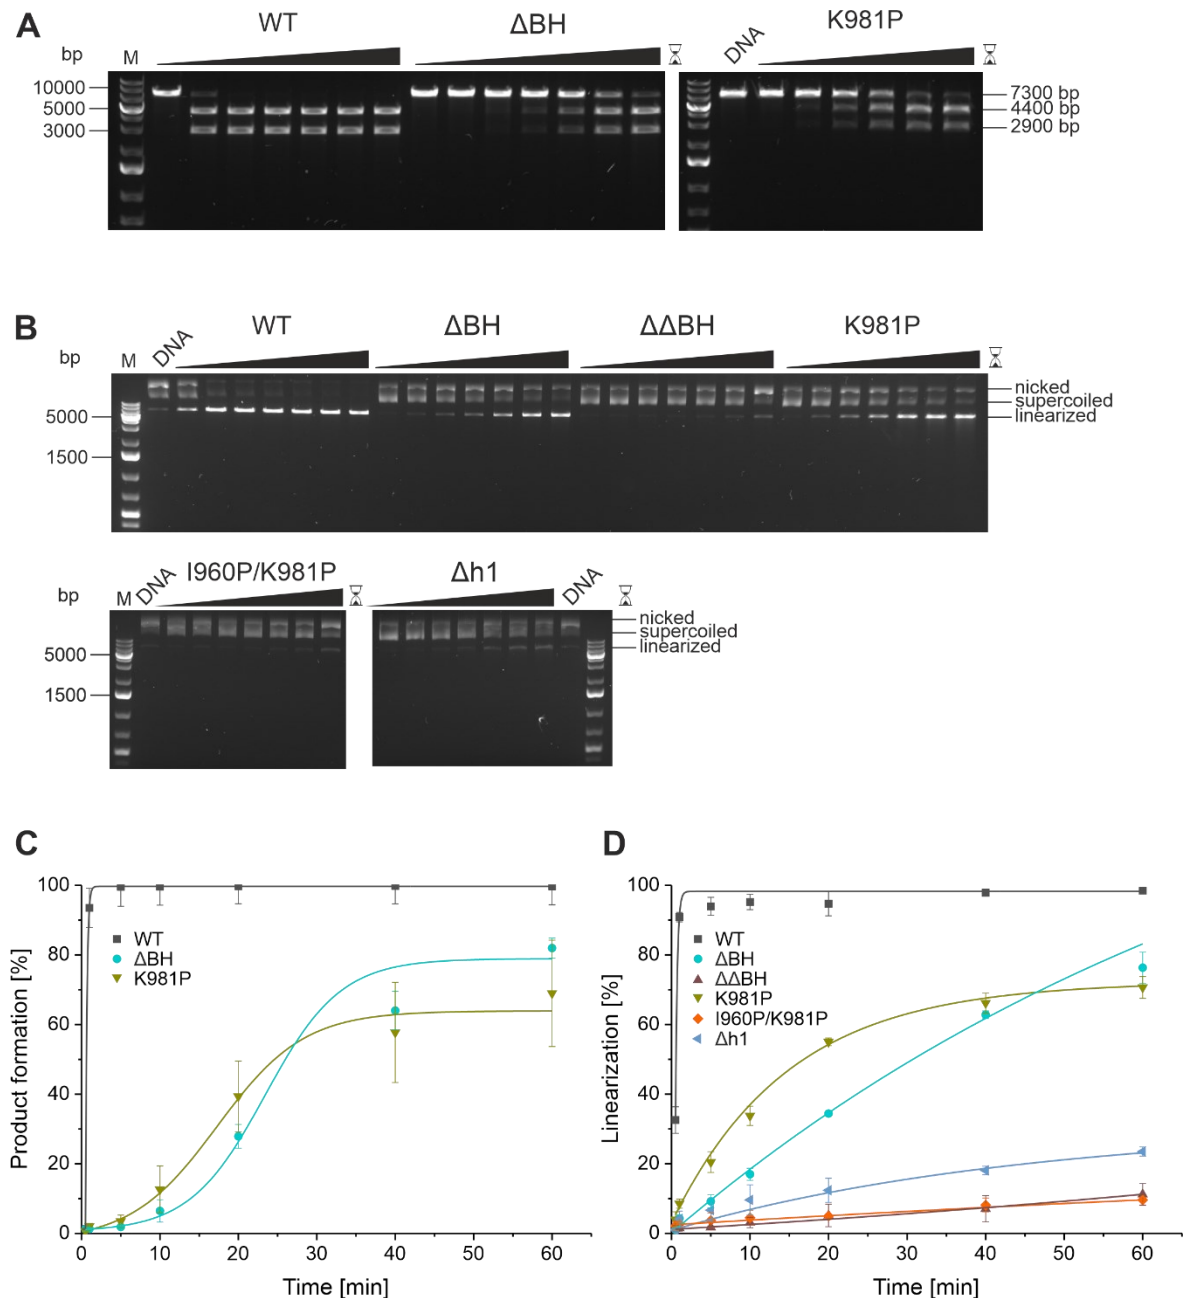 A
WT
ΔBH
K981P
bp
M
DNA
10000
5000
3000
7300 bp
4400 bp
2900 bp
B
WT
ΔBH
ΔΔBH
K981P
bp
M
DNA
5000
1500
nicked
supercoiled
linearized
I960P/K981P
Δh1
bp
M
DNA
DNA
5000
1500
nicked
supercoiled
linearized
C
100
80
60
40
20
0
Product formation [%]
WT
ΔBH
K981P
0
20
40
60
Time [min]
D
100
80
60
40
20
0
Linearization [%]
WT
ΔBH
ΔΔBH
K981P
I960P/K981P
Δh1
0
10
20
30
40
50
60
Time [min]